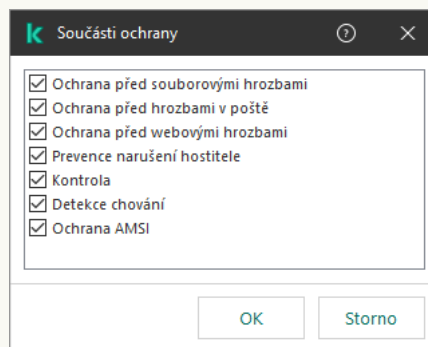 Součásti ochrany
Ochrana před souborovými hrozbami
Ochrana před hrozbami v poště
Ochrana před webovými hrozbami
Prevence narušení hostitele
Kontrola
Detekce chování
Ochrana AMSI
OK Storno